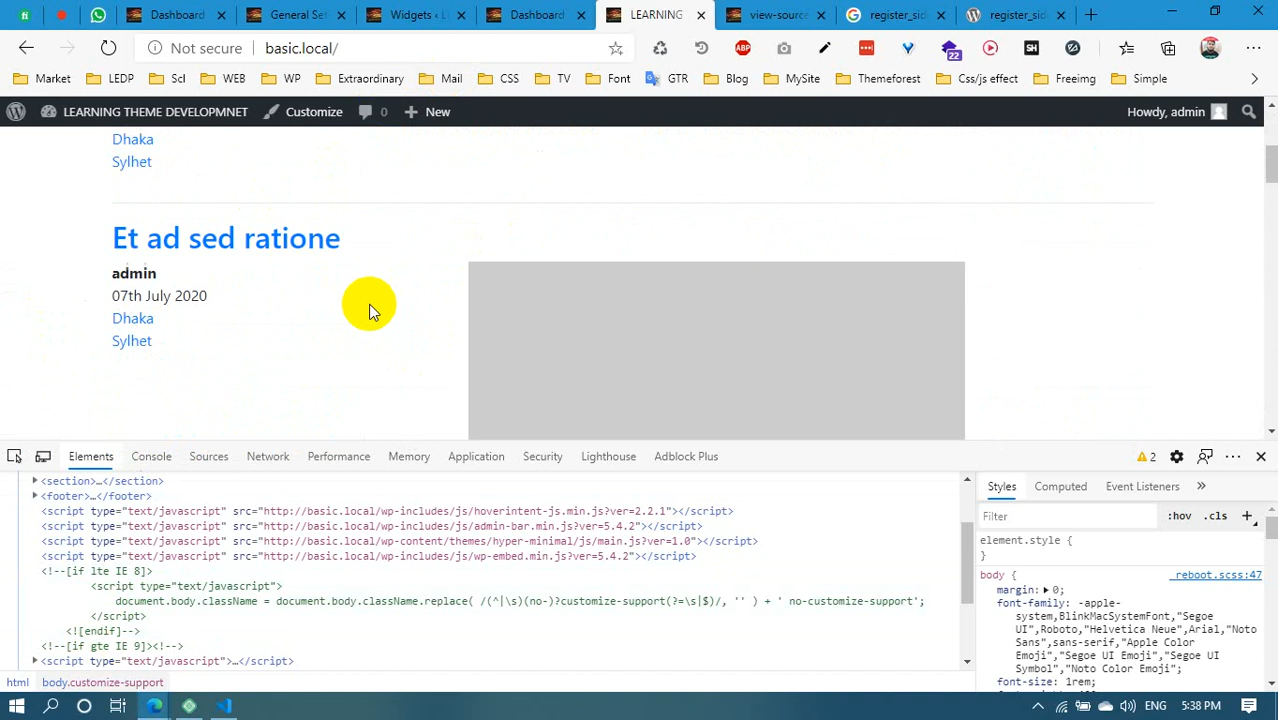 Dashboard
General Set
Widgets < L
Dashboard
LEARNING
view-source
register_sid
register_sid
Not secure basic.local/
ABP
22
SH
Market LEDP Scl WEB WP Extraordinary Mail CSS TV Font GTR Blog MySite Themeforest Css/js effect Freeimg Simple
LEARNING THEME DEVELOPMNET Customize 0 New Howdy, admin
Dhaka
Sylhet
Et ad sed ratione
admin
07th July 2020
Dhaka
Sylhet
Elements Console Sources Network Performance Memory Application Security Lighthouse Adblock Plus 2
<section>…</section>
<footer>…</footer>
<script type="text/javascript" src="http://basic.local/wp-includes/js/hoverintent-js.min.js?ver=2.2.1"></script>
<script type="text/javascript" src="http://basic.local/wp-includes/js/admin-bar.min.js?ver=5.4.2"></script>
<script type="text/javascript" src="http://basic.local/wp-content/themes/hyper-minimal/js/main.js?ver=1.0"></script>
<script type="text/javascript" src="http://basic.local/wp-includes/js/wp-embed.min.js?ver=5.4.2"></script>
<!--[if lte IE 8]>
<script type="text/javascript">
document.body.className = document.body.className.replace( /(^|\s)(no-)?customize-support(?=\s|$)/, '' ) + ' no-customize-support';
</script>
<![endif]-->
<!--[if gte IE 9]><!-->
<script type="text/javascript">…</script>
html body.customize-support
Styles Computed Event Listeners
Filter :hov .cls
element.style {
}
body { _reboot.scss:47
margin: 0;
font-family: -apple-
system,BlinkMacSystemFont,"Segoe
UI",Roboto,"Helvetica Neue",Arial,"Noto
Sans",sans-serif,"Apple Color
Emoji","Segoe UI Emoji","Segoe UI
Symbol","Noto Color Emoji";
font-size: 1rem;
ENG 5:38 PM